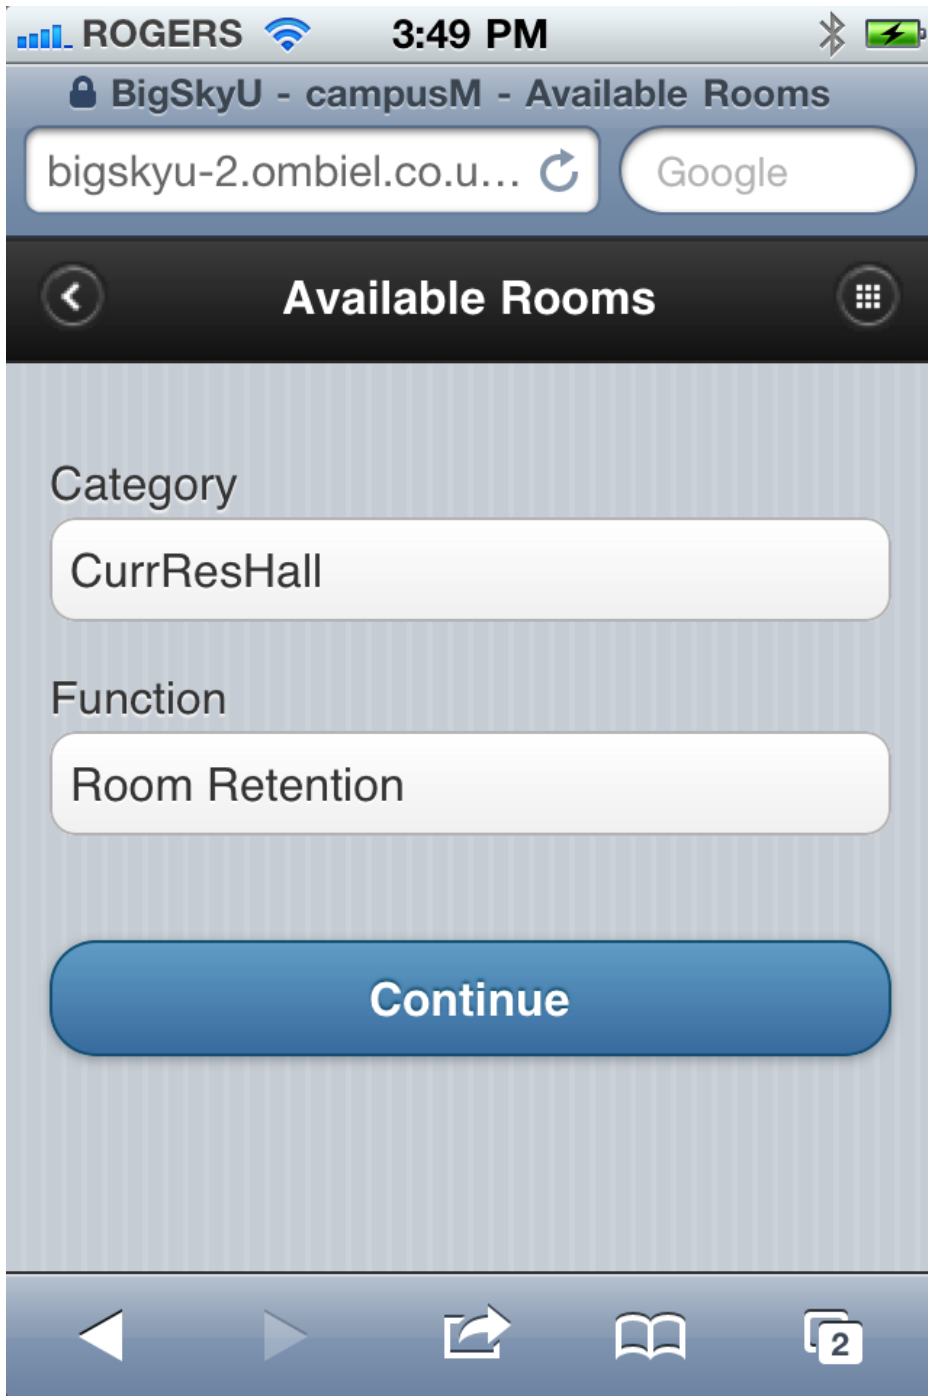 ROGERS 3:49 PM
BigSkyU - campusM - Available Rooms
bigskyu-2.ombiel.co.u... Google
Available Rooms
Category
CurrResHall
Function
Room Retention
Continue
2